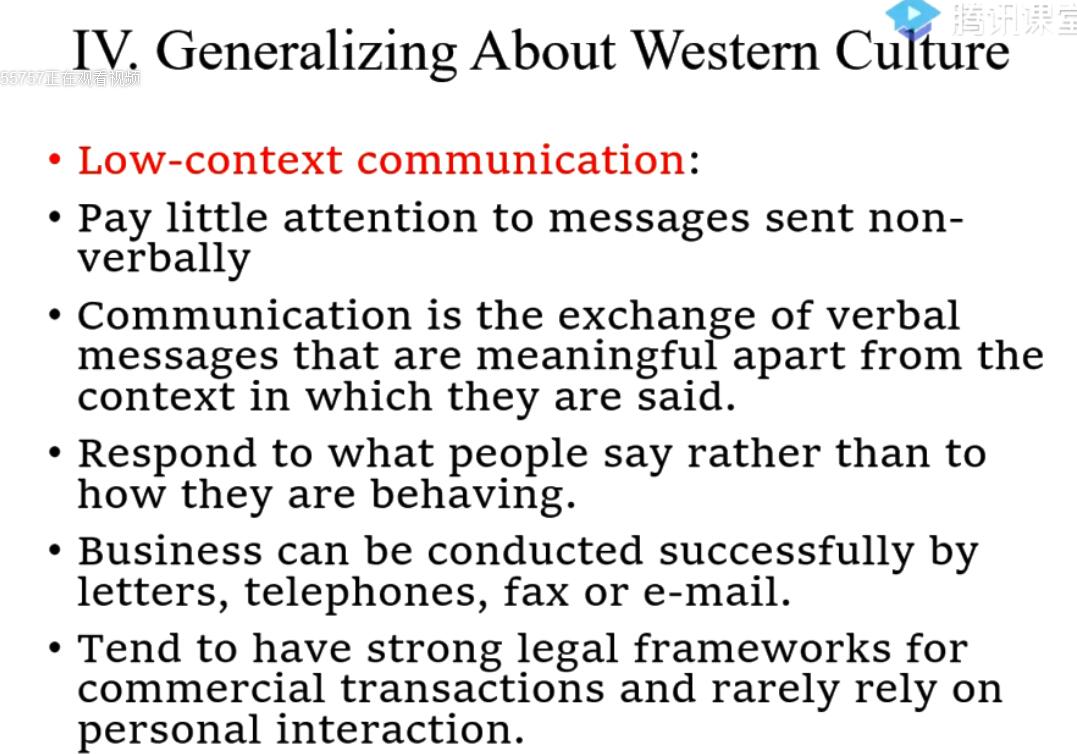 腾讯课堂
IV. Generalizing About Western Culture
55757正在观看视频
• Low-context communication:
• Pay little attention to messages sent non-
verbally
• Communication is the exchange of verbal
messages that are meaningful apart from the
context in which they are said.
• Respond to what people say rather than to
how they are behaving.
• Business can be conducted successfully by
letters, telephones, fax or e-mail.
• Tend to have strong legal frameworks for
commercial transactions and rarely rely on
personal interaction.